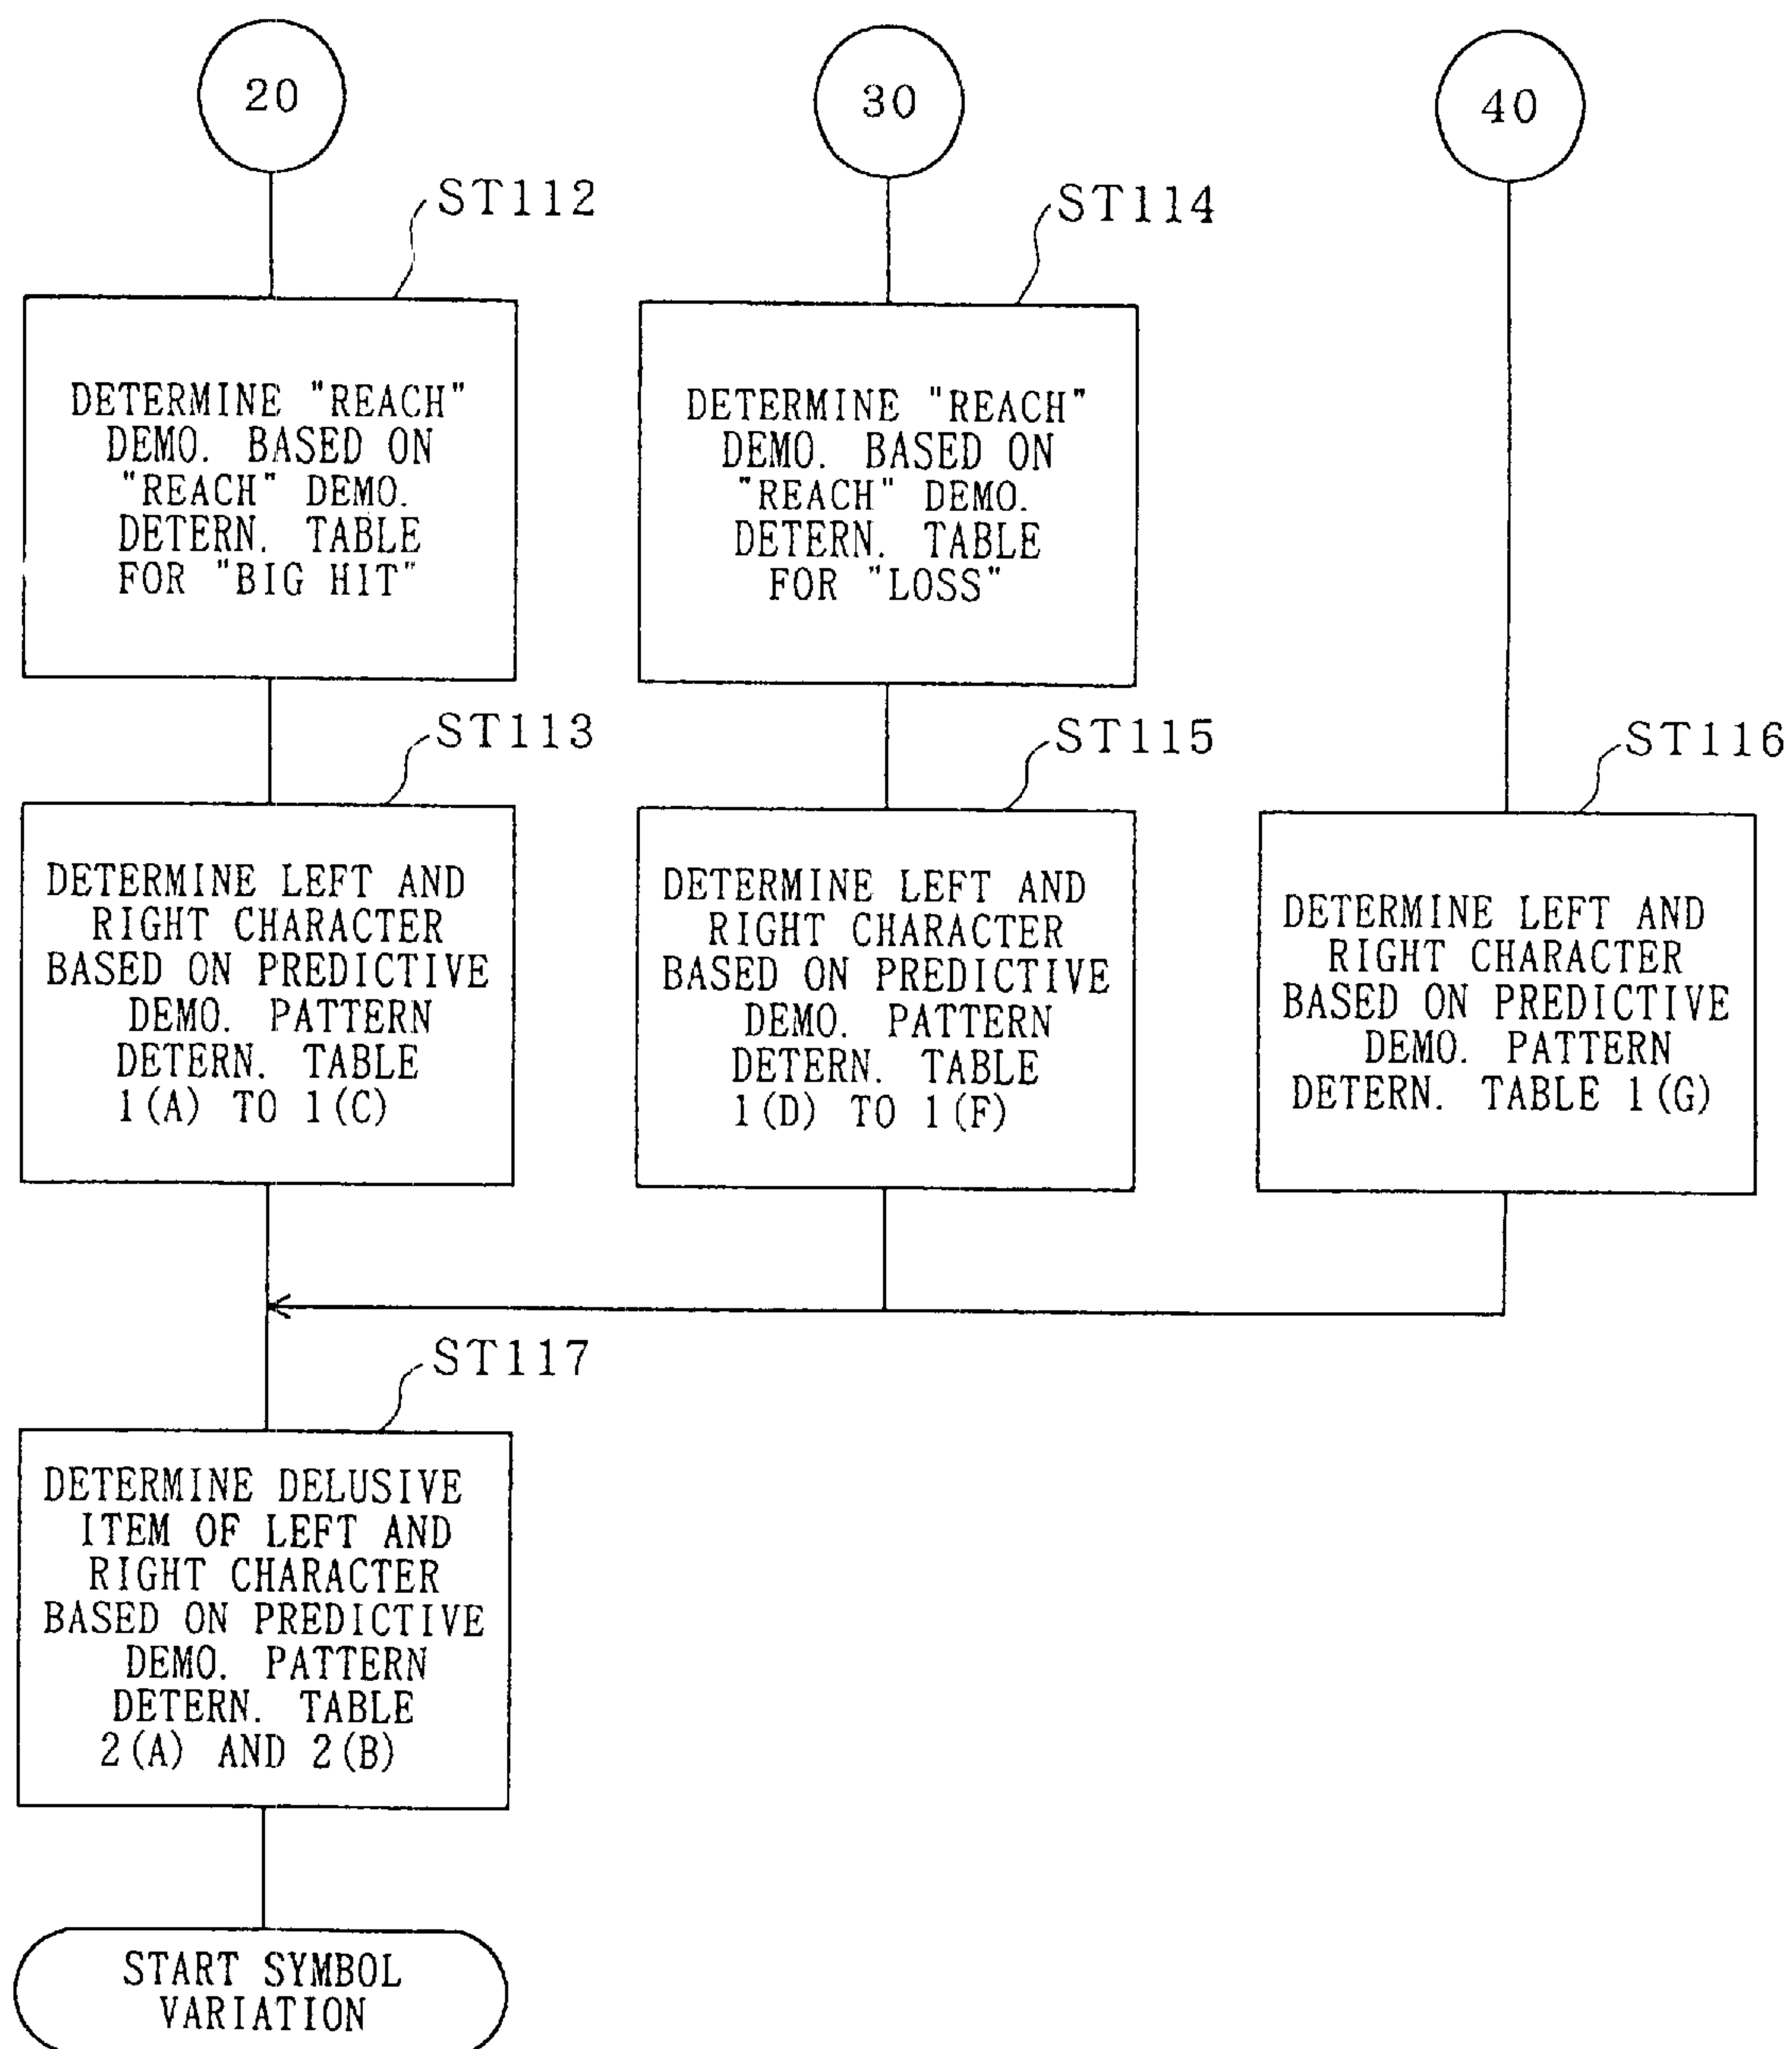 20
30
40
ST112
ST114
DETERMINE "REACH"
DEMO. BASED ON
"REACH" DEMO.
DETERN. TABLE
FOR "BIG HIT"
DETERMINE "REACH"
DEMO. BASED ON
"REACH" DEMO.
DETERN. TABLE
FOR "LOSS"
ST113
ST115
ST116
DETERMINE LEFT AND
RIGHT CHARACTER
BASED ON PREDICTIVE
DEMO. PATTERN
DETERN. TABLE
1(A) TO 1(C)
DETERMINE LEFT AND
RIGHT CHARACTER
BASED ON PREDICTIVE
DEMO. PATTERN
DETERN. TABLE
1(D) TO 1(F)
DETERMINE LEFT AND
RIGHT CHARACTER
BASED ON PREDICTIVE
DEMO. PATTERN
DETERN. TABLE 1(G)
ST117
DETERMINE DELUSIVE
ITEM OF LEFT AND
RIGHT CHARACTER
BASED ON PREDICTIVE
DEMO. PATTERN
DETERN. TABLE
2(A) AND 2(B)
START SYMBOL
VARIATION